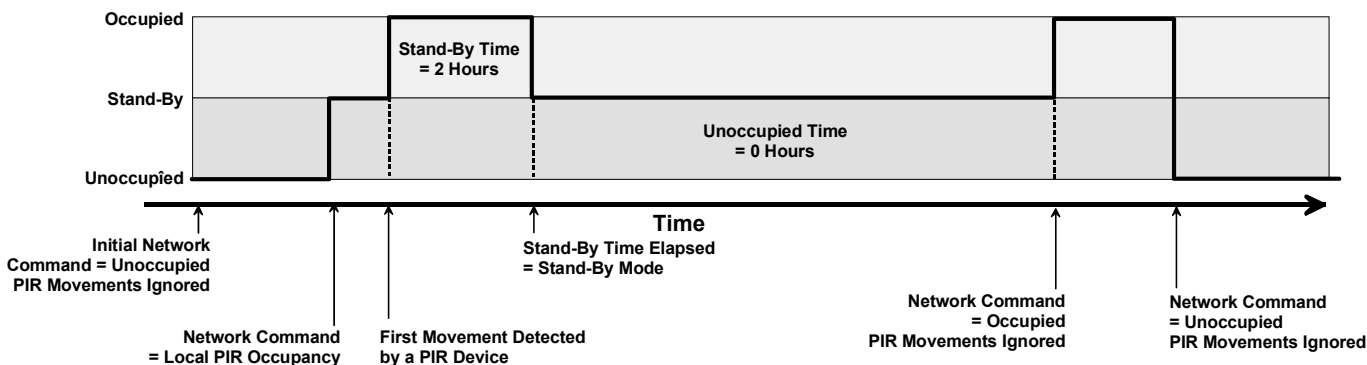 Occupied
Stand-By Time
= 2 Hours
Stand-By
Unoccupied Time
= 0 Hours
Unoccupied
Time
Initial Network
Command = Unoccupied
PIR Movements Ignored
Stand-By Time Elapsed
= Stand-By Mode
Network Command
= Local PIR Occupancy
First Movement Detected
by a PIR Device
Network Command
= Occupied
PIR Movements Ignored
Network Command
= Unoccupied
PIR Movements Ignored